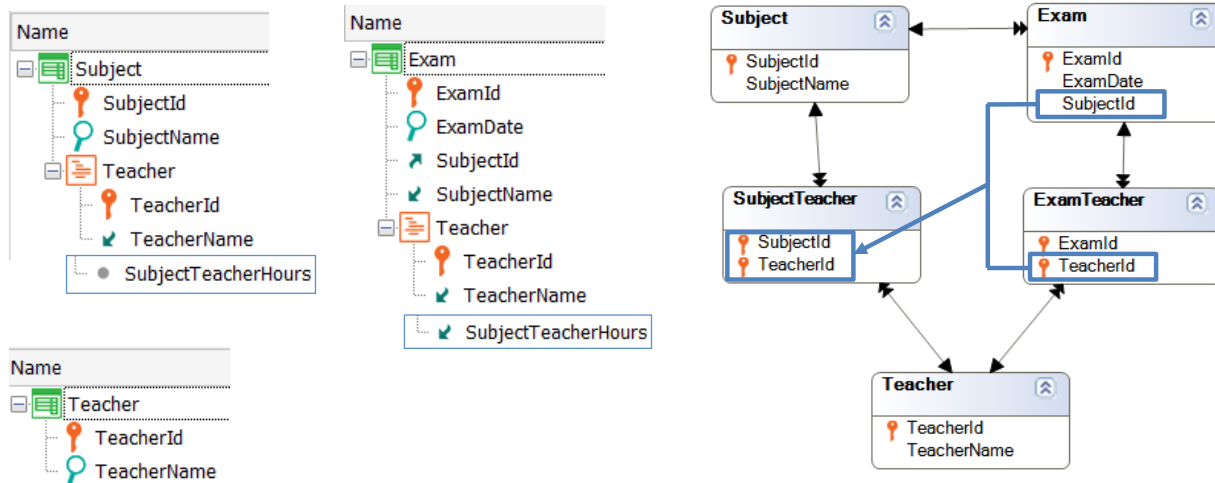 Name
Subject
SubjectId
SubjectName
Teacher
TeacherId
TeacherName
SubjectTeacherHours
Name
Teacher
TeacherId
TeacherName
Name
Exam
ExamId
ExamDate
SubjectId
SubjectName
Teacher
TeacherId
TeacherName
SubjectTeacherHours
Subject
SubjectId
SubjectName
Exam
ExamId
ExamDate
SubjectId
SubjectTeacher
SubjectId
TeacherId
ExamTeacher
ExamId
TeacherId
Teacher
TeacherId
TeacherName